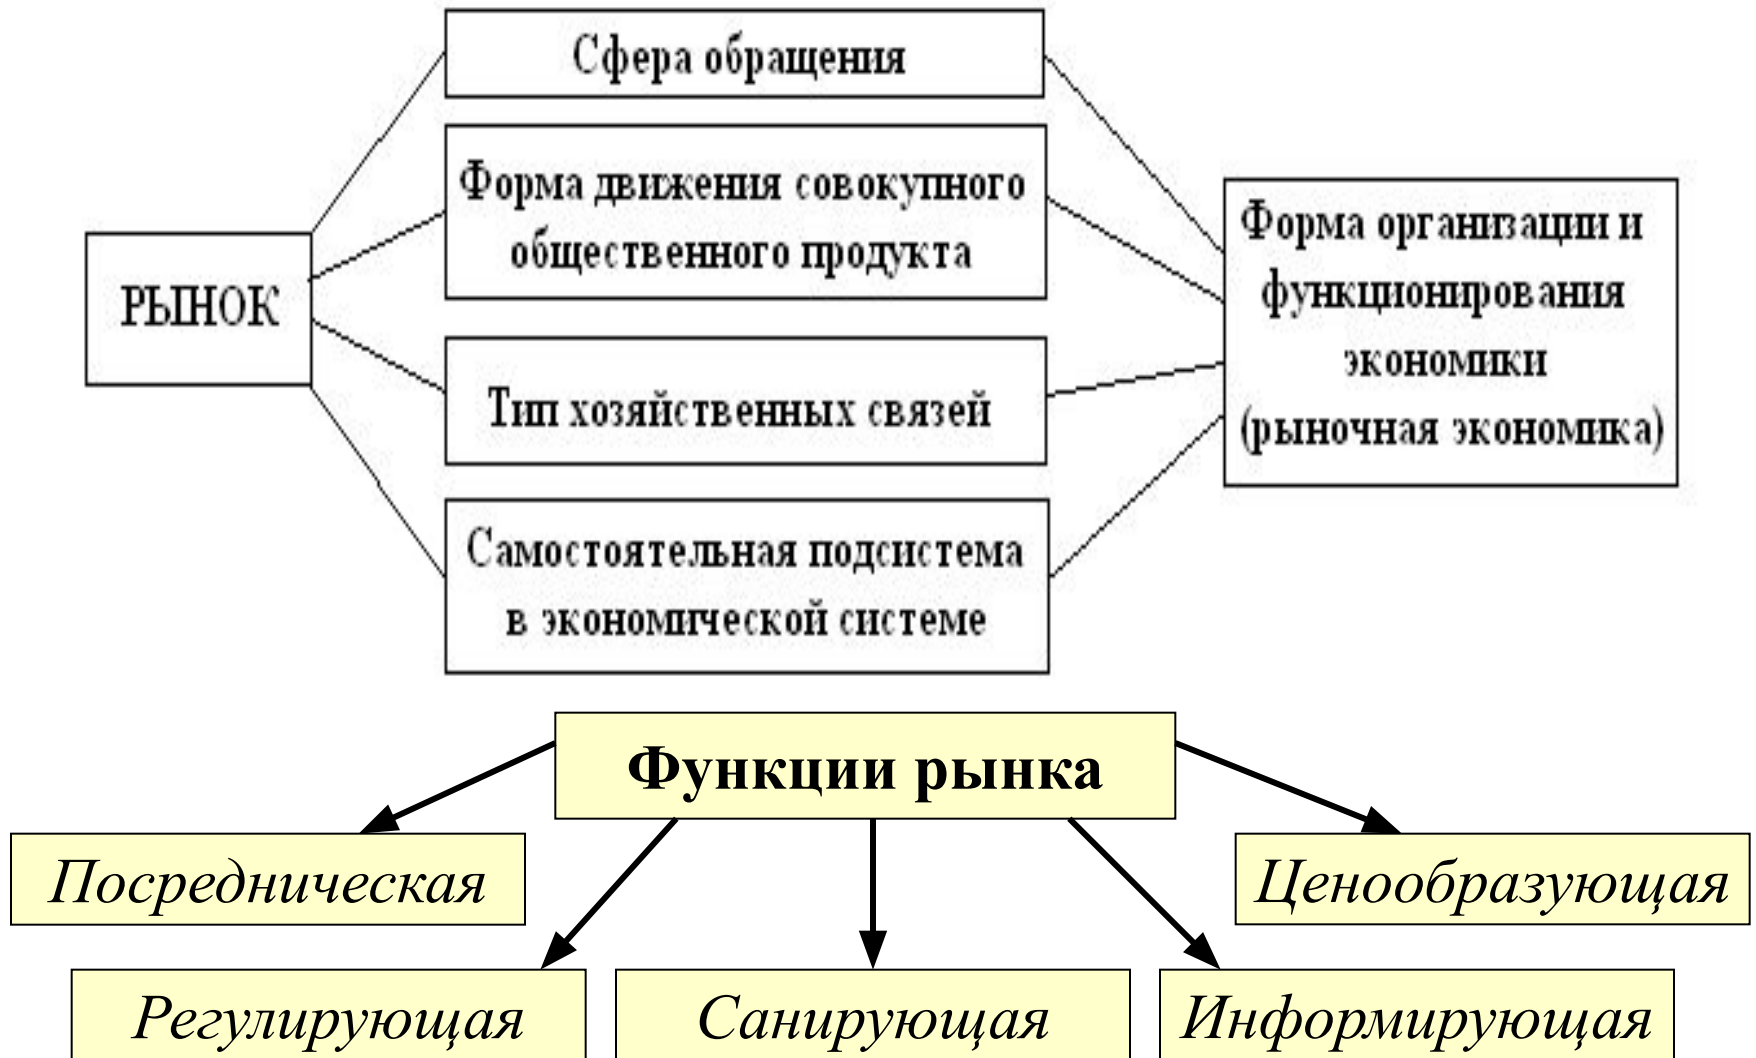 Сфера обращения
Форма движения совокупного
общественного продукта
РЫНОК
Тип хозяйственных связей
Самостоятельная подсистема
в экономической системе
Форма организации и
функционирования
экономики
(рыночная экономика)
Функции рынка
Посредническая
Ценообразующая
Регулирующая
Санирующая
Информирующая